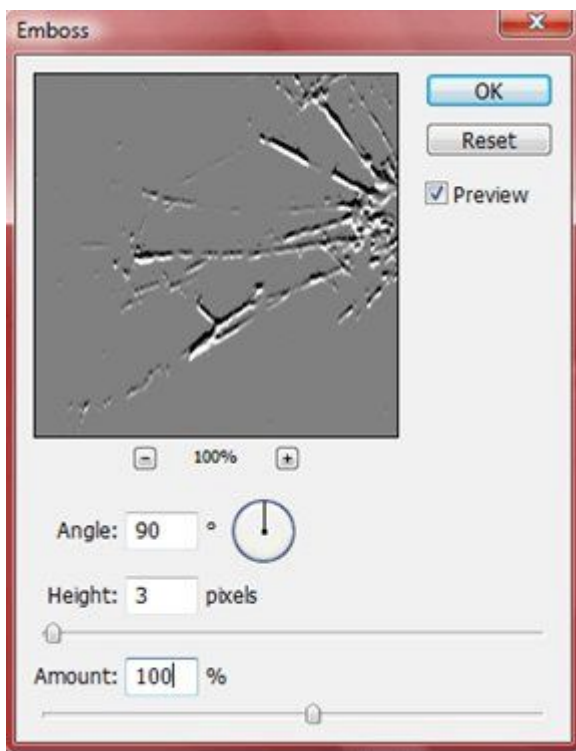 Emboss
OK
Reset
Preview
100%
Angle: 90 °
Height: 3 pixels
Amount: 100 %